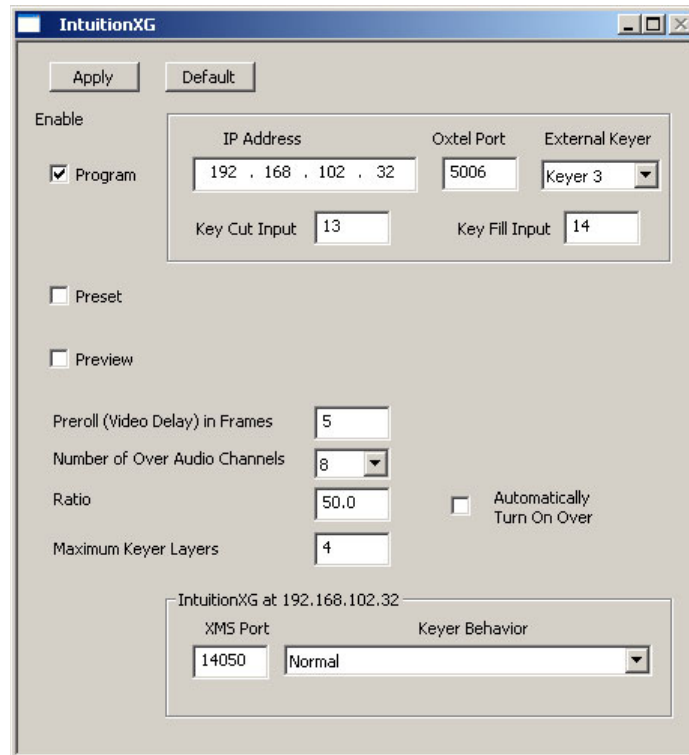 IntuitionXG
Apply Default
Enable
IP Address Oxtel Port External Keyer
Program 192 . 168 . 102 . 32 5006 Keyer 3
Key Cut Input 13 Key Fill Input 14
Preset
Preview
Preroll (Video Delay) in Frames 5
Number of Over Audio Channels 8
Ratio 50.0 Automatically
Turn On Over
Maximum Keyer Layers 4
IntuitionXG at 192.168.102.32
XMS Port Keyer Behavior
14050 Normal